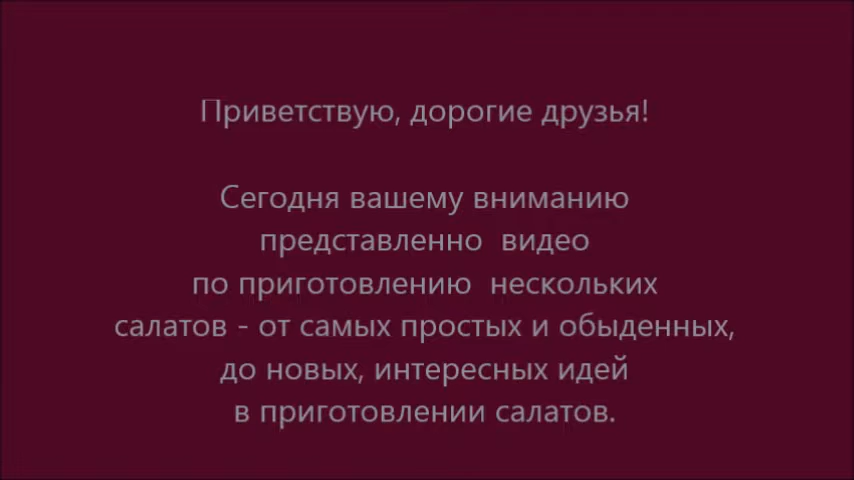 Приветствую, дорогие друзья!
Сегодня вашему вниманию
представленно видео
по приготовлению нескольких
салатов - от самых простых и обыденных,
до новых, интересных идей
в приготовлении салатов.